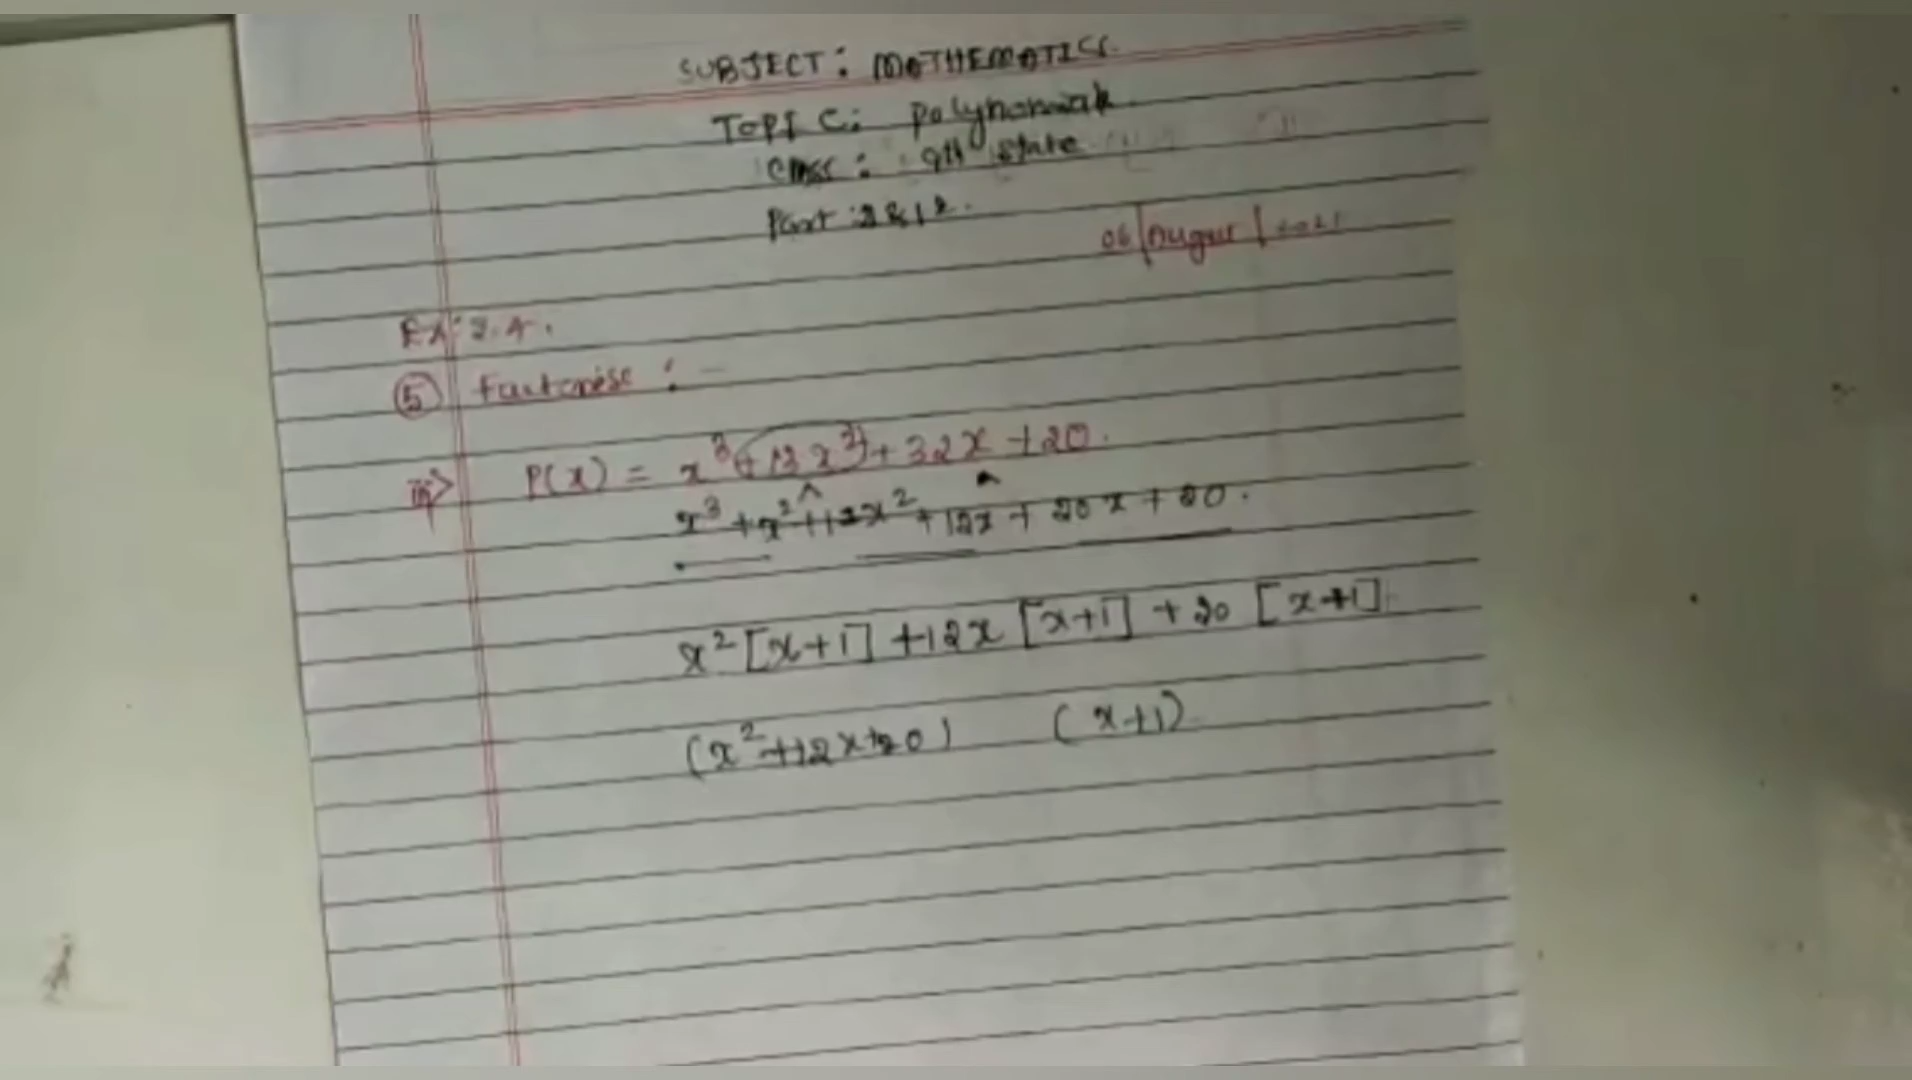 SUBJECT: MATHEMATICS.
TOPIC: Polynomials
Class: 9th State
Part: 2&12.
06|August|2021
EX: 2.4.
⑤ Factorise :-
iii> P(x) = x³ + 13x² + 32x + 20.
x³ + x² + 12x² + 12x + 20x + 20.
x² [x+1] + 12x [x+1] + 20 [x+1]
(x² + 12x + 20) (x+1)